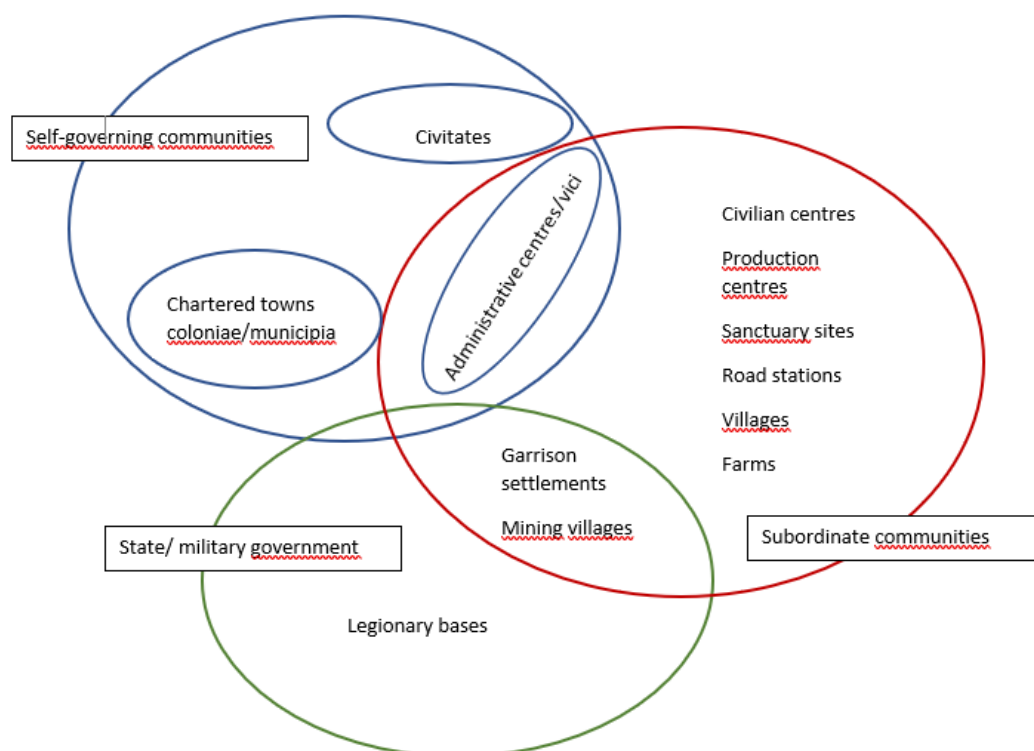 Self-governing communities
Civitates
Administrative centres/vici
Chartered towns
coloniae/municipia
Civilian centres
Production
centres
Sanctuary sites
Road stations
Villages
Farms
Garrison
settlements
Mining villages
State/ military government
Subordinate communities
Legionary bases